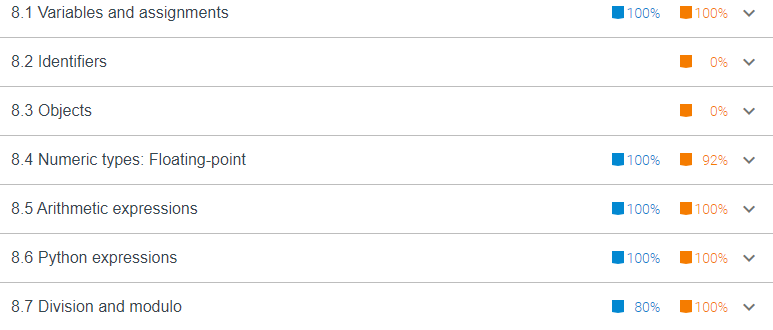 8.1 Variables and assignments 100% 100%
8.2 Identifiers 0%
8.3 Objects 0%
8.4 Numeric types: Floating-point 100% 92%
8.5 Arithmetic expressions 100% 100%
8.6 Python expressions 100% 100%
8.7 Division and modulo 80% 100%